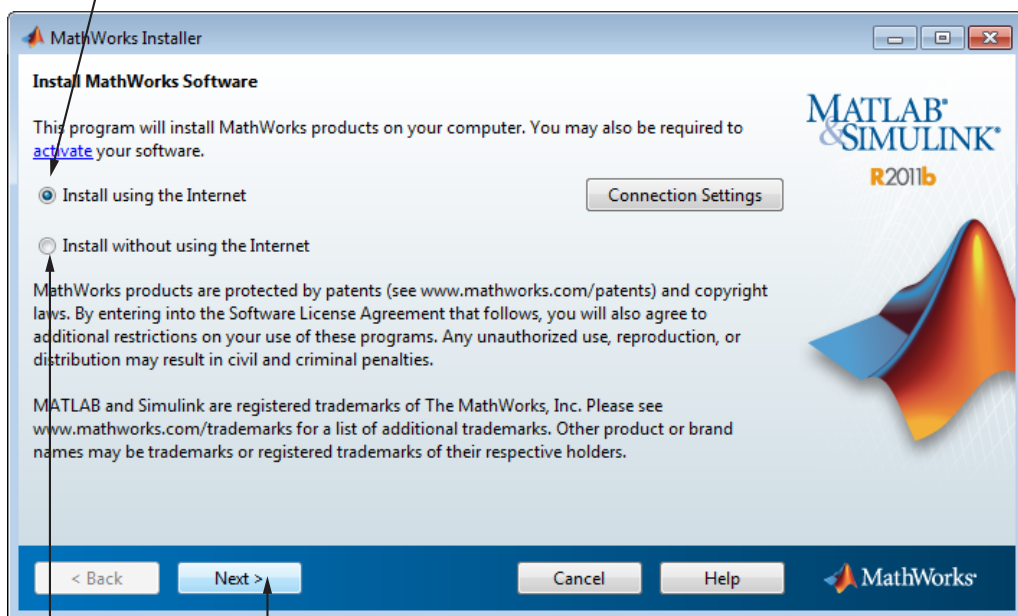 MathWorks Installer
Install MathWorks Software
This program will install MathWorks products on your computer. You may also be required to
activate your software.
MATLAB®
&SIMULINK®
R2011b
Install using the Internet
Connection Settings
Install without using the Internet
MathWorks products are protected by patents (see www.mathworks.com/patents) and copyright
laws. By entering into the Software License Agreement that follows, you will also agree to
additional restrictions on your use of these programs. Any unauthorized use, reproduction, or
distribution may result in civil and criminal penalties.
MATLAB and Simulink are registered trademarks of The MathWorks, Inc. Please see
www.mathworks.com/trademarks for a list of additional trademarks. Other product or brand
names may be trademarks or registered trademarks of their respective holders.
< Back
Next >
Cancel
Help
MathWorks®